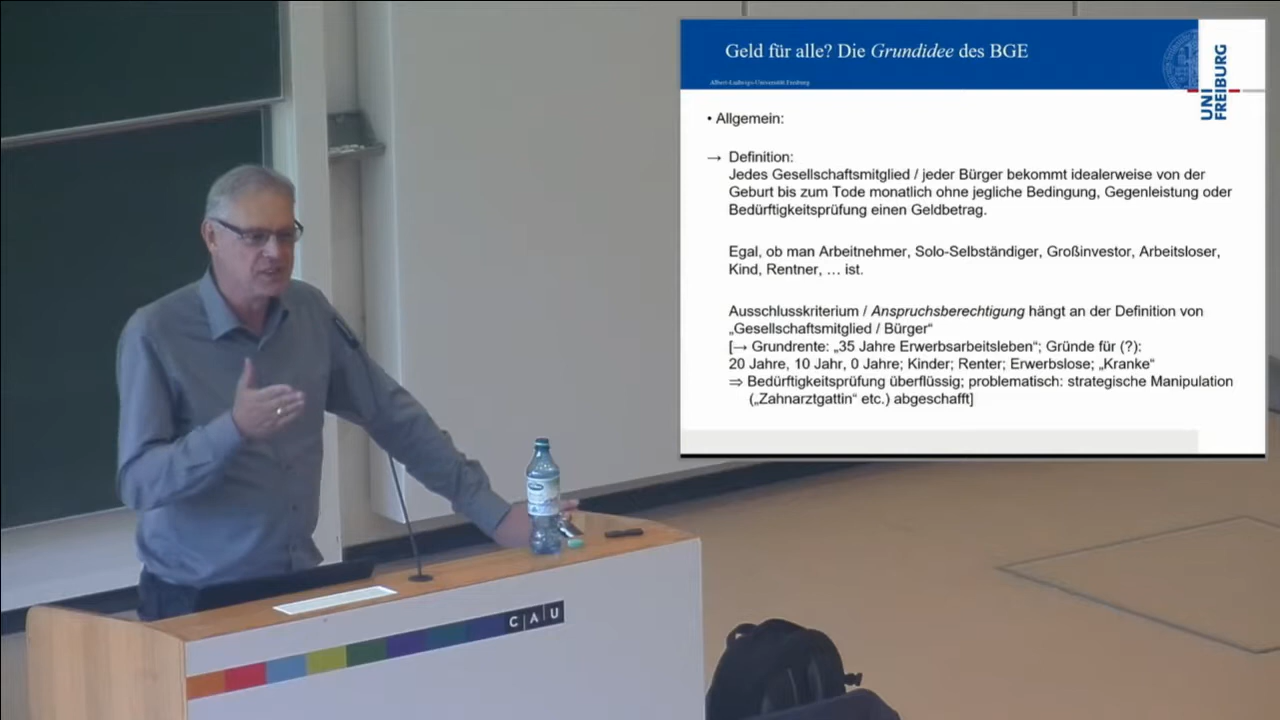 Geld für alle? Die Grundidee des BGE
Albert-Ludwigs-Universität Freiburg
UNI
FREIBURG
• Allgemein:
→ Definition:
Jedes Gesellschaftsmitglied / jeder Bürger bekommt idealerweise von der
Geburt bis zum Tode monatlich ohne jegliche Bedingung, Gegenleistung oder
Bedürftigkeitsprüfung einen Geldbetrag.
Egal, ob man Arbeitnehmer, Solo-Selbständiger, Großinvestor, Arbeitsloser,
Kind, Rentner, … ist.
Ausschlusskriterium / Anspruchsberechtigung hängt an der Definition von
„Gesellschaftsmitglied / Bürger“
[→ Grundrente: „35 Jahre Erwerbsarbeitsleben“; Gründe für (?):
20 Jahre, 10 Jahr, 0 Jahre; Kinder; Renter; Erwerbslose; „Kranke“
⇒ Bedürftigkeitsprüfung überflüssig; problematisch: strategische Manipulation
(„Zahnarztgattin“ etc.) abgeschafft]
C|A|U